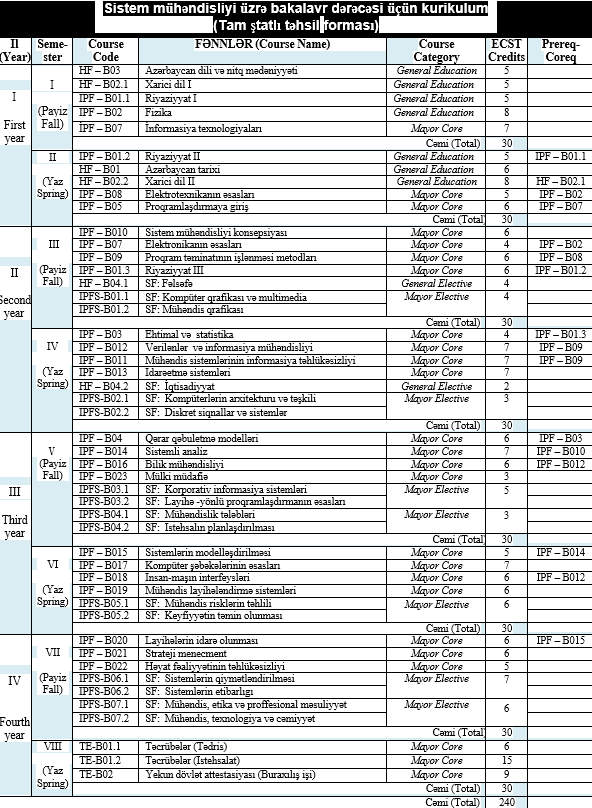 Sistem mühəndisliyi üzrə bakalavr dərəcəsi üçün kurikulum
(Tam ştatlı təhsil forması)
Il (Year) Seme-ster Course Code FƏNNLƏR (Course Name) Course Category ECST Credits Prereq-Coreq
I First year I (Payiz Fall)
HF – B03 Azərbaycan dili və nitq mədəniyyəti General Education 5
HF – B02.1 Xarici dil I General Education 5
IPF – B01.1 Riyaziyyat I General Education 5
IPF – B02 Fizika General Education 8
IPF – B07 İnformasiya texnologiyaları Mayor Core 7
Cəmi (Total) 30
II (Yaz Spring)
IPF – B01.2 Riyaziyyat II General Education 5 IPF – B01.1
HF – B01 Azərbaycan tarixi General Education 6
HF – B02.2 Xarici dil II General Education 8 HF – B02.1
IPF – B08 Elektrotexnikanın əsasları Mayor Core 5 IPF – B02
IPF – B05 Proqramlaşdırmaya giriş Mayor Core 6 IPF – B07
Cəmi (Total) 30
II Second year III (Payiz Fall)
IPF – B010 Sistem mühəndisliyi konsepsiyası Mayor Core 6
IPF – B07 Elektronikanın əsasları Mayor Core 4 IPF – B02
IPF – B09 Proqram təminatının işlənməsi metodları Mayor Core 6 IPF – B08
IPF – B01.3 Riyaziyyat III Mayor Core 6 IPF – B01.2
HF – B04.1 SF: Fəlsəfə General Elective 4
IPFS-B01.1 SF: Kompüter qrafikası və multimedia Mayor Elective 4
IPFS-B01.2 SF: Mühəndis qrafikası
Cəmi (Total) 30
IV (Yaz Spring)
IPF – B03 Ehtimal və statistika Mayor Core 4 IPF – B01.3
IPF – B012 Verilənlər və informasiya mühəndisliyi Mayor Core 7 IPF – B09
IPF – B011 Mühəndis sistemlərinin informasiya təhlükəsizliyi Mayor Core 7 IPF – B09
IPF – B013 İdarəetmə sistemləri Mayor Core 7
HF – B04.2 SF: İqtisadiyyat General Elective 2
IPFS-B02.1 SF: Kompüterlərin arxitekturu və təşkili Mayor Elective 3
IPFS-B02.2 SF: Diskret siqnallar və sistemlər
Cəmi (Total) 30
III Third year V (Payiz Fall)
IPF – B04 Qərar qəbuletmə modelləri Mayor Core 6 IPF – B03
IPF – B014 Sistemli analiz Mayor Core 7 IPF – B010
IPF – B016 Bilik mühəndisliyi Mayor Core 6 IPF – B012
IPF – B023 Mülki müdafiə Mayor Core 3
IPFS-B03.1 SF: Korporativ informasiya sistemləri Mayor Elective 5
IPFS-B03.2 SF: Layihə -yönlü proqramlaşdırmanın əsasları
IPFS-B04.1 SF: Mühəndislik tələbləri Mayor Elective 3
IPFS-B04.2 SF: İstehsalın planlaşdırılması
Cəmi (Total) 30
VI (Yaz Spring)
IPF – B015 Sistemlərin modelləşdirilməsi Mayor Core 5 IPF – B014
IPF – B017 Kompüter şəbəkələrinin əsasları Mayor Core 7
IPF – B018 Insan-maşın interfeysləri Mayor Core 6 IPF – B012
IPF – B019 Mühəndis layihələndirmə sistemləri Mayor Core 6
IPFS-B05.1 SF: Mühəndis risklərin təhlili Mayor Elective 6
IPFS-B05.2 SF: Keyfiyyətin təmin olunması
Cəmi (Total) 30
IV Fourth year VII (Payiz Fall)
IPF – B020 Layihələrin idarə olunması Mayor Core 6 IPF – B015
IPF – B021 Strateji menecment Mayor Core 6
IPF – B022 Həyat fəaliyyətinin təhlükəsizliyi Mayor Core 5
IPFS-B06.1 SF: Sistemlərin qiymətləndirilməsi Mayor Elective 7
IPFS-B06.2 SF: Sistemlərin etibarlıgı
IPFS-B07.1 SF: Mühəndis, etika və proffesional məsuliyyət Mayor Elective 6
IPFS-B07.2 SF: Mühəndis, texnologiya və cəmiyyət
Cəmi (Total) 30
VIII (Yaz Spring)
TE-B01.1 Təcrübələr (Tədris) Mayor Core 6
TE-B01.2 Təcrübələr (Istehsalat) Mayor Core 15
TE-B02 Yekun dövlət attestasiyası (Buraxılış işi) Mayor Core 9
Cəmi (Total) 30
Cəmi (Total) 240